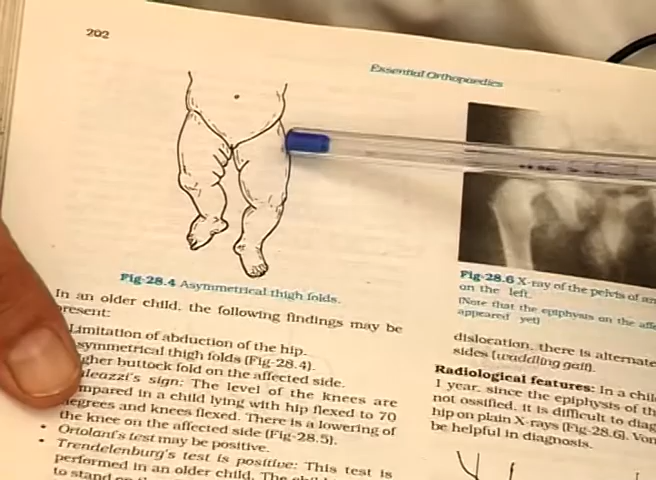 202
Essential Orthopaedics
Fig-28.4 Asymmetrical thigh folds.
In an older child, the following findings may be
present:
Limitation of abduction of the hip.
symmetrical thigh folds (Fig-28.4).
gher buttock fold on the affected side.
aleazzi's sign: The level of the knees are
mpared in a child lying with hip flexed to 70
degrees and knees flexed. There is a lowering of
the knee on the affected side (Fig-28.5).
• Ortolani's test may be positive.
• Trendelenburg's test is positive: This test is
performed in an older child. The
to stand on
Fig-28.6 X-ray of the pelvis of an
on the left.
(Note that the epiphysis on the affe
appeared yet)
dislocation, there is alternate
sides (waddling gait).
Radiological features: In a chil
1 year, since the epiphysis of th
not ossified, it is difficult to diag
hip on plain X-rays (Fig-28.6). Von
be helpful in diagnosis.